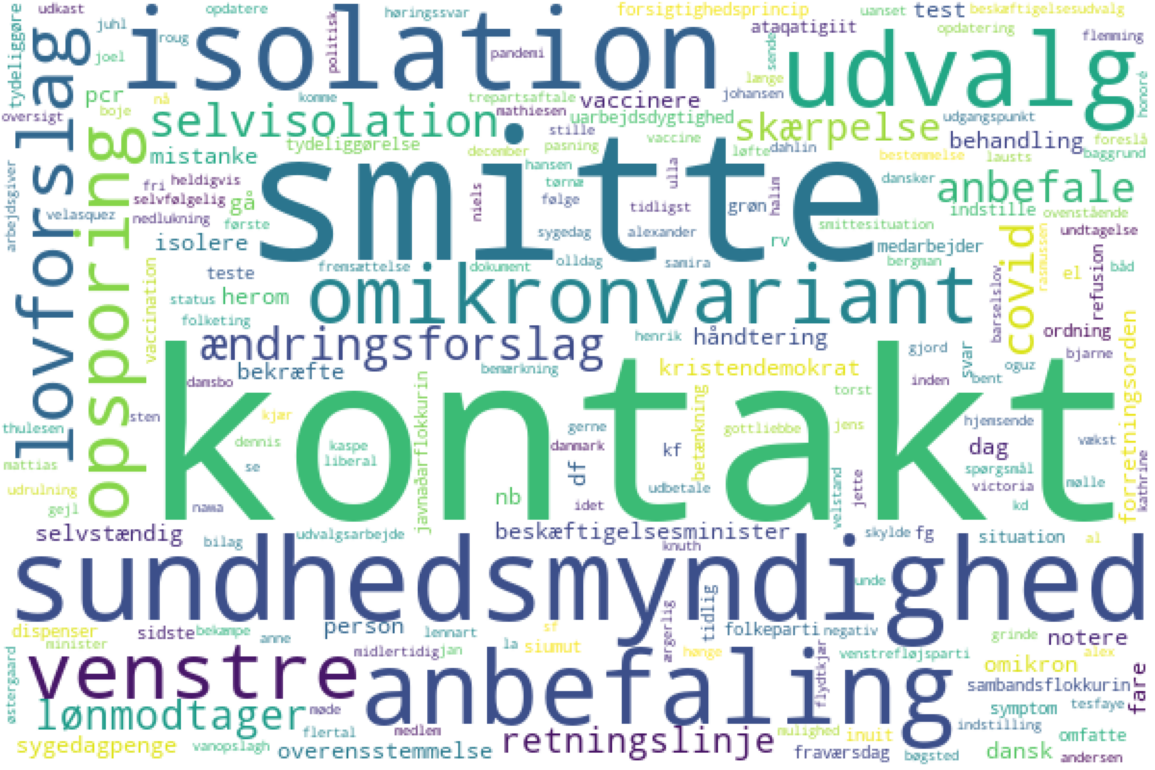 udkast
opdatere
høringssvar
forsigtighedsprincip
uanset
beskæftigelsesudvalg
test
tydeliggøre
juhl
roug
isolation
politisk
pandemi
ataqatigiit
opdatering
flemming
joel
lovforslag
udvalg
sende
længe
honoré
pcr
nå
komme
trepartsaftale
vaccinere
johansen
oversigt
boje
selvisolation
mathiesen
uarbejdsdygtighed
skærpelse
udgangspunkt
foreslå
opsporing
tydeliggørelse
stille
vaccine
løfte
dahlin
behandling
baggrund
mistanke
december
pasning
bestemmelse
lausts
arbejdsgiver
fri
heldigvis
smitte
hansen
ulla
tørnæ
halim
dansker
anbefale
selvfølgelig
gå
niels
følge
tidligst
grøn
indstille
ovenstående
velasquez
nedlukning
første
sygedag
alexander
smittesituation
undtagelse
isolere
rv
medarbejder
covid
rasmussen
teste
fremsættelse
dokument
olldag
samira
bergman
el
båd
vaccination
status
herom
omikronvariant
barselslov
refusion
folketing
ændringsforslag
henrik
håndtering
ordning
forretningsorden
gjord
svar
oguz
bjarne
bekræfte
bemærkning
kristendemokrat
damsbo
kontakt
inden
bent
torst
sten
kjær
javnaðarflokkurin
betænkning
hjemsende
thulesen
dennis
kaspe
gerne
danmark
kf
gottliebbe
jens
dag
vækst
mattias
se
liberal
df
spørgsmål
kathrine
udrulning
idet
udbetale
velstand
jette
victoria
mølle
gejl
nawa
nb
kd
selvstændig
bilag
udvalgsarbejde
beskæftigelsesminister
skylde
fg
situation
al
knuth
sundhedsmyndighed
unde
dispenser
sidste
bekæmpe
person
lennart
sf
ærgerlig
tidlig
folkeparti
negativ
grinde
notere
minister
anne
la
siumut
hænge
midlertidig
jan
venstrefløjsparti
omikron
alex
venstre
anbefaling
flydtkjær
sambandsflokkurin
fare
østergaard
lønmodtager
møde
symptom
tesfaye
flertal
medlem
mulighed
inuit
indstilling
omfatte
sygedagpenge
vanopslagh
overensstemmelse
retningslinje
fraværsdag
bøgsted
dansk
andersen